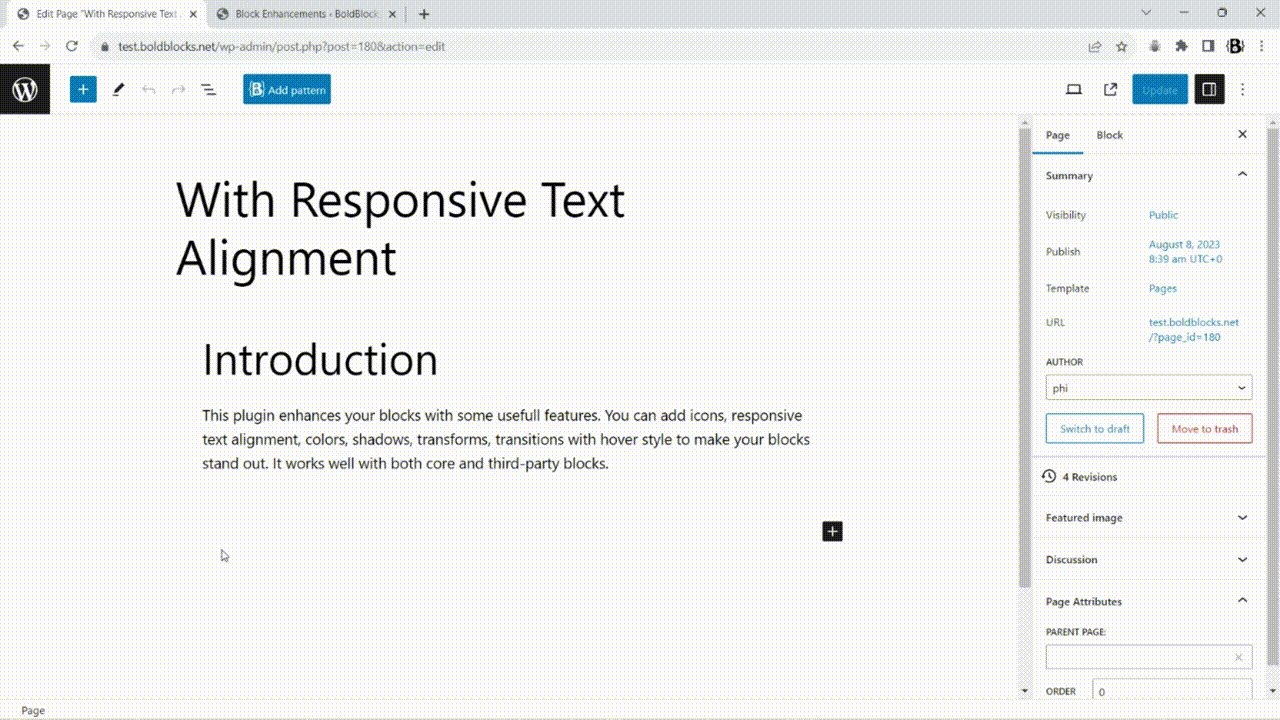 Edit Page "With Responsive Text
Block Enhancements ‹ BoldBlock
test.boldblocks.net/wp-admin/post.php?post=180&action=edit
Add pattern
Update
Page
Block
With Responsive Text
Alignment
Introduction
This plugin enhances your blocks with some usefull features. You can add icons, responsive
text alignment, colors, shadows, transforms, transitions with hover style to make your blocks
stand out. It works well with both core and third-party blocks.
Summary
Visibility
Public
Publish
August 8, 2023
8:39 am UTC+0
Template
Pages
URL
test.boldblocks.net
/?page_id=180
AUTHOR
phi
Switch to draft
Move to trash
4 Revisions
Featured image
Discussion
Page Attributes
PARENT PAGE:
ORDER
0
Page